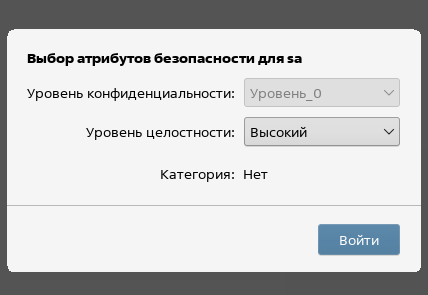 Выбор атрибутов безопасности для sa
Уровень конфиденциальности: Уровень_0
Уровень целостности: Высокий
Категория: Нет
Войти